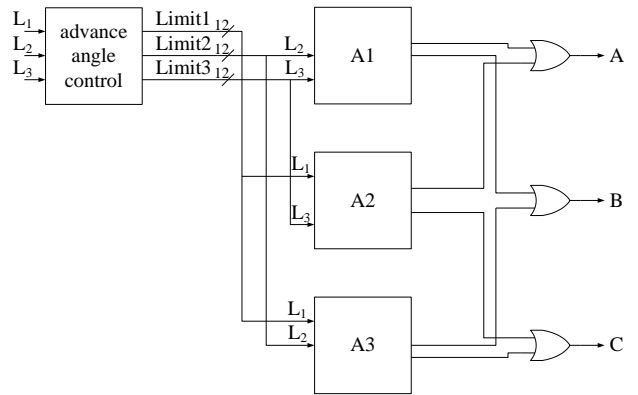 L₁
L₂
L₃
advance
angle
control
Limit1
12
Limit2
12
Limit3
12
L₂
L₃
A1
A
L₁
L₃
A2
B
L₁
L₂
A3
C